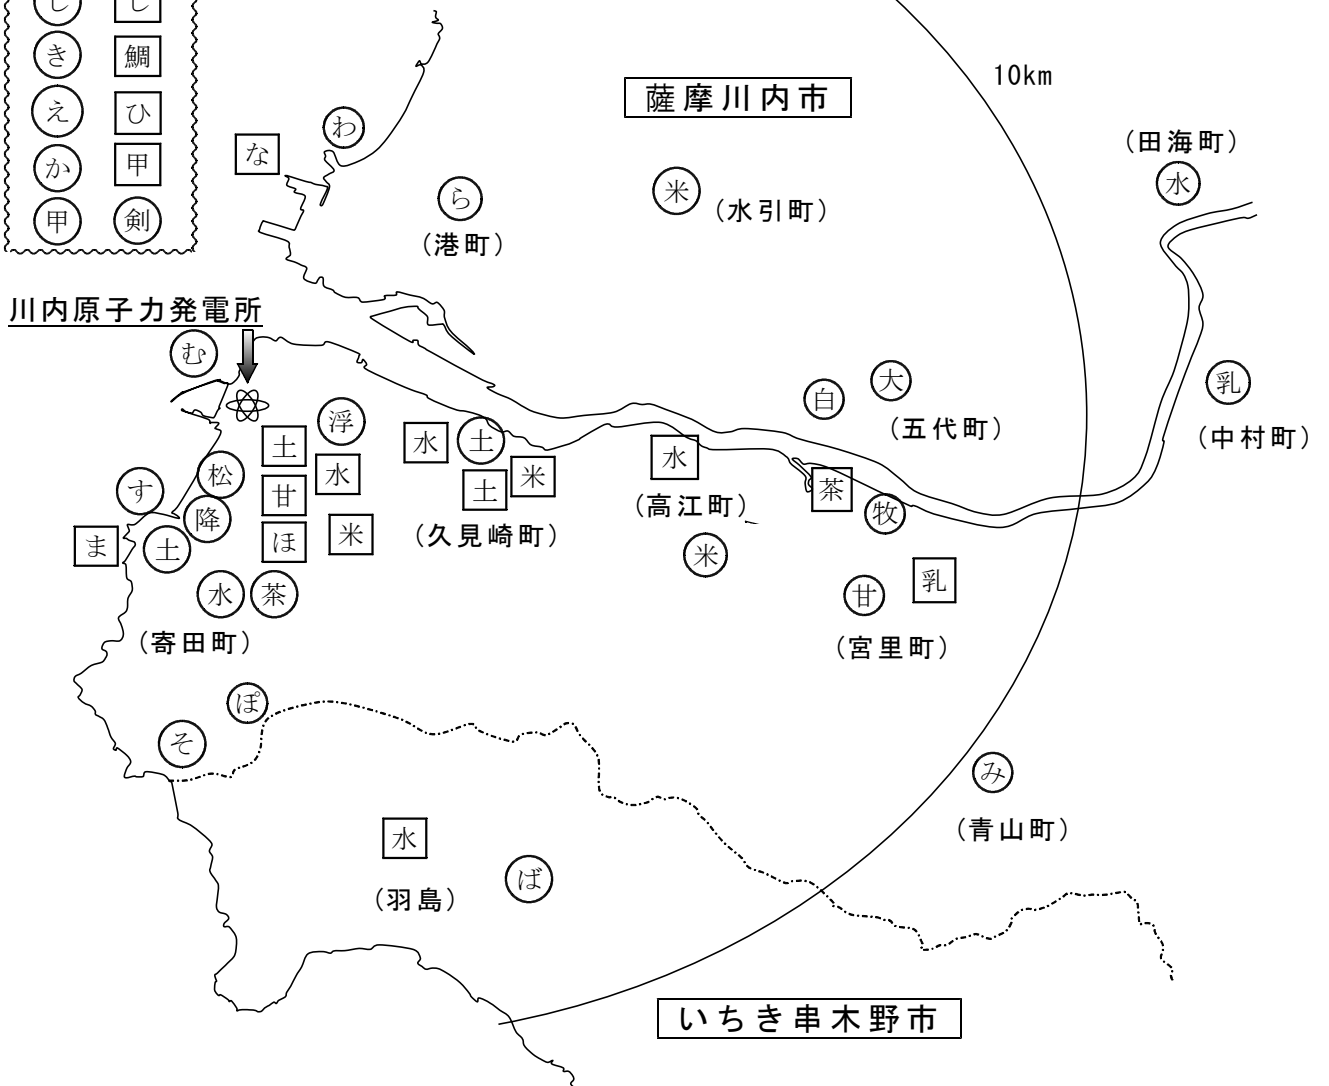 し し
き 鯛
え ひ
か 甲
甲 剣
10km
薩摩川内市
(田海町)
水
わ
な
ら
(港町)
米
(水引町)
川内原子力発電所
む
乳
(中村町)
白
大
(五代町)
浮
土
水
松
甘
す
降
ほ
米
ま
土
水
茶
(寄田町)
水
土
土
米
(久見崎町)
水
(高江町)
米
茶
牧
甘
乳
(宮里町)
ぽ
そ
み
(青山町)
水
(羽島)
ば
いちき串木野市